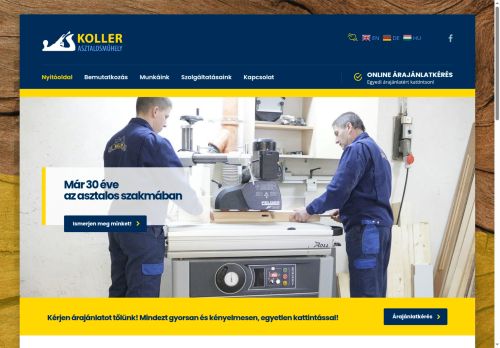 KOLLER
ASZTALOSMŰHELY
EN DE HU
Nyitóoldal Bemutatkozás Munkáink Szolgáltatásaink Kapcsolat
ONLINE ÁRAJÁNLATKÉRÉS
Egyedi árajánlatért kattintson!
Már 30 éve
az asztalos szakmában
Ismerjen meg minket!
FELDER
Kérjen árajánlatot tőlünk! Mindezt gyorsan és kényelmesen, egyetlen kattintással!
Árajánlatkérés